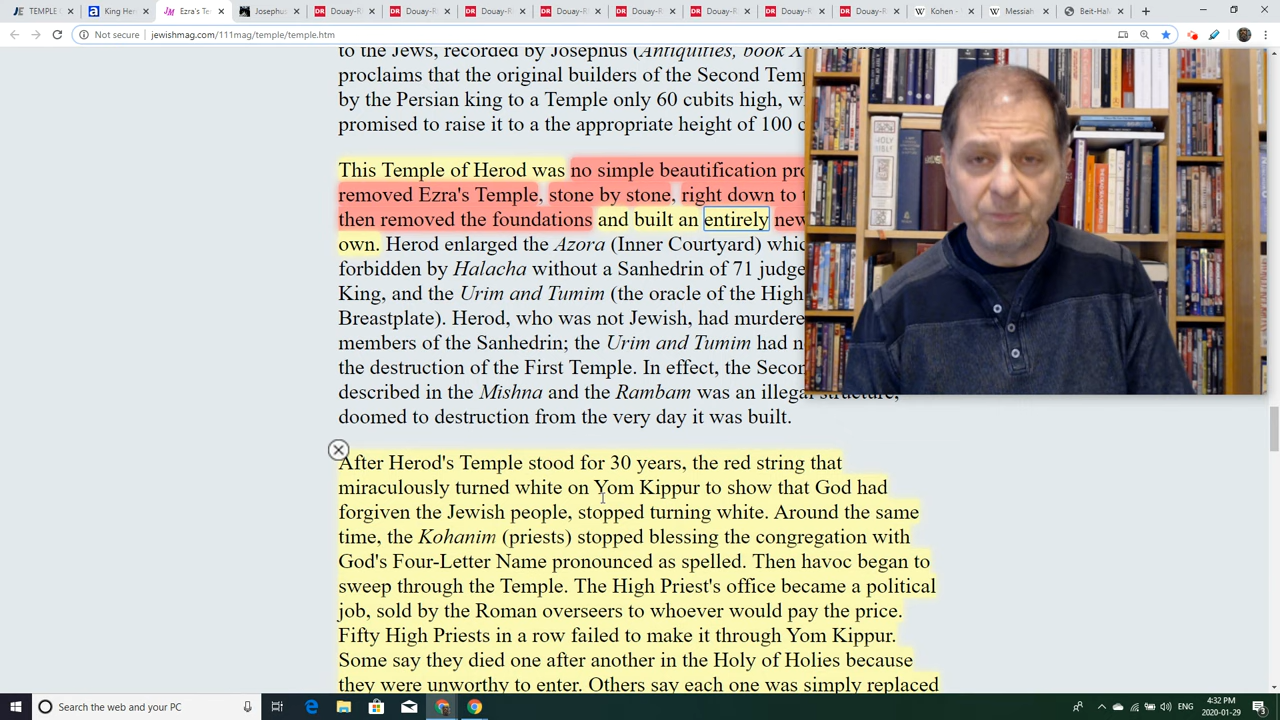 TEMPLE O
King Her
Ezra's Te
Josephus
DR Douay-R
DR Douay-R
DR Douay-R
DR Douay-R
DR Douay-R
DR Douay-R
DR Douay-R
DR Douay-R
W Kohen -
W Messiah
Beit-HaM
Not secure | jewishmag.com/111mag/temple/temple.htm
to the Jews, recorded by Josephus (Antiquities, book
proclaims that the original builders of the Second Temp
by the Persian king to a Temple only 60 cubits high, w
promised to raise it to a the appropriate height of 100 c
This Temple of Herod was no simple beautification pro
removed Ezra's Temple, stone by stone, right down to t
then removed the foundations and built an entirely new
own. Herod enlarged the Azora (Inner Courtyard) whic
forbidden by Halacha without a Sanhedrin of 71 judge
King, and the Urim and Tumim (the oracle of the High
Breastplate). Herod, who was not Jewish, had murdere
members of the Sanhedrin; the Urim and Tumim had n
the destruction of the First Temple. In effect, the Secon
described in the Mishna and the Rambam was an illegal structure,
doomed to destruction from the very day it was built.
After Herod's Temple stood for 30 years, the red string that
miraculously turned white on Yom Kippur to show that God had
forgiven the Jewish people, stopped turning white. Around the same
time, the Kohanim (priests) stopped blessing the congregation with
God's Four-Letter Name pronounced as spelled. Then havoc began to
sweep through the Temple. The High Priest's office became a political
job, sold by the Roman overseers to whoever would pay the price.
Fifty High Priests in a row failed to make it through Yom Kippur.
Some say they died one after another in the Holy of Holies because
they were unworthy to enter. Others say each one was simply replaced
HOLY BIBLE
Search the web and your PC
ENG
4:32 PM
2020-01-29
3